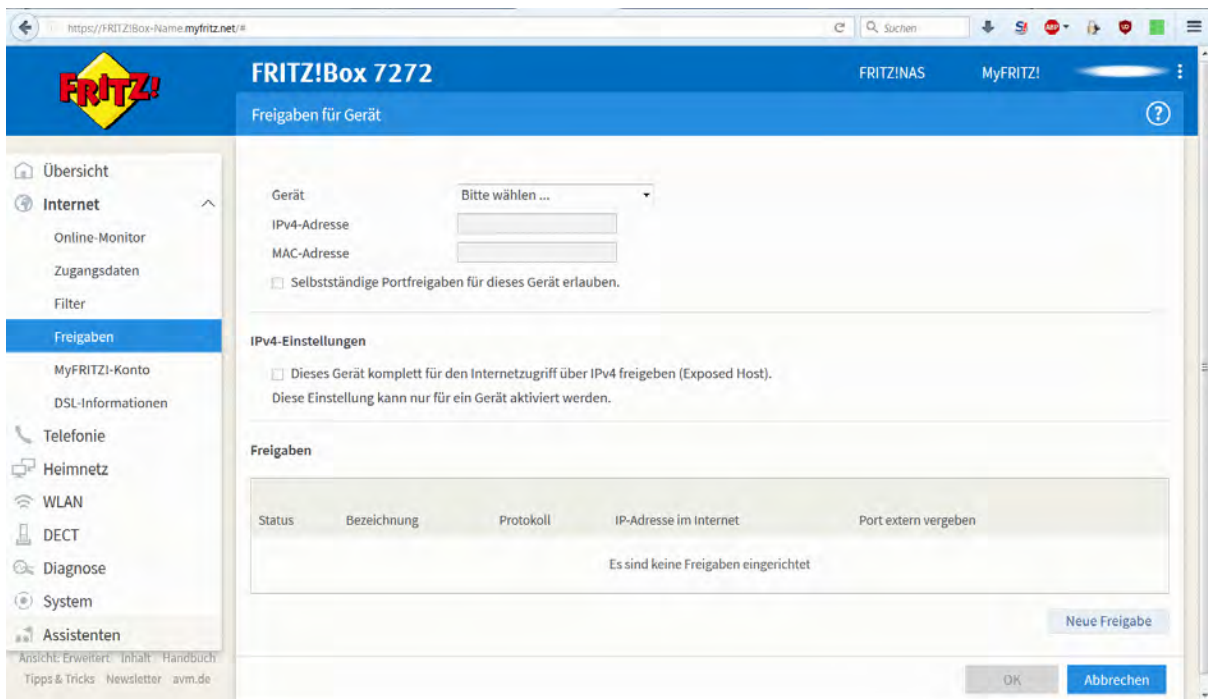 https://FRITZ!Box-Name.myfritz.net/#
Suchen
S!
ABP
FRITZ!
FRITZ!Box 7272
FRITZ!NAS
MyFRITZ!
Freigaben für Gerät
?
Übersicht
Internet
Online-Monitor
Zugangsdaten
Filter
Freigaben
MyFRITZ!-Konto
DSL-Informationen
Telefonie
Heimnetz
WLAN
DECT
Diagnose
System
Assistenten
Ansicht: Erweitert Inhalt Handbuch
Tipps & Tricks Newsletter avm.de
Gerät Bitte wählen ...
IPv4-Adresse
MAC-Adresse
Selbstständige Portfreigaben für dieses Gerät erlauben.
IPv4-Einstellungen
Dieses Gerät komplett für den Internetzugriff über IPv4 freigeben (Exposed Host).
Diese Einstellung kann nur für ein Gerät aktiviert werden.
Freigaben
Status Bezeichnung Protokoll IP-Adresse im Internet Port extern vergeben
Es sind keine Freigaben eingerichtet
Neue Freigabe
OK Abbrechen